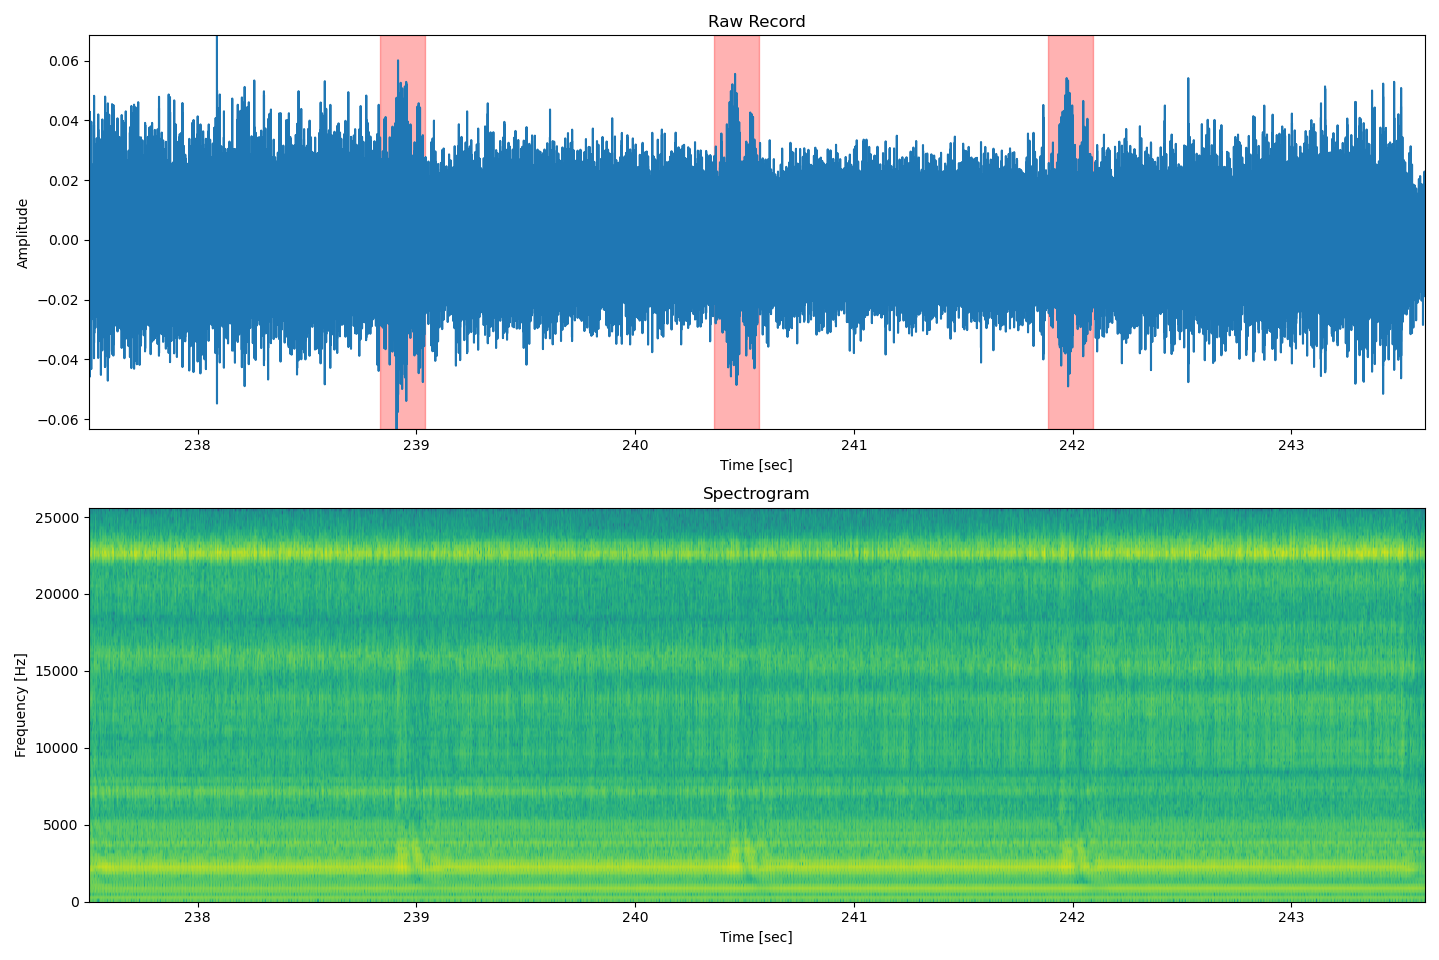 Raw Record
0.06
0.04
0.02
0.00
−0.02
−0.04
−0.06
Amplitude
238 239 240 241 242 243
Time [sec]
Spectrogram
25000
20000
15000
10000
5000
0
Frequency [Hz]
238 239 240 241 242 243
Time [sec]